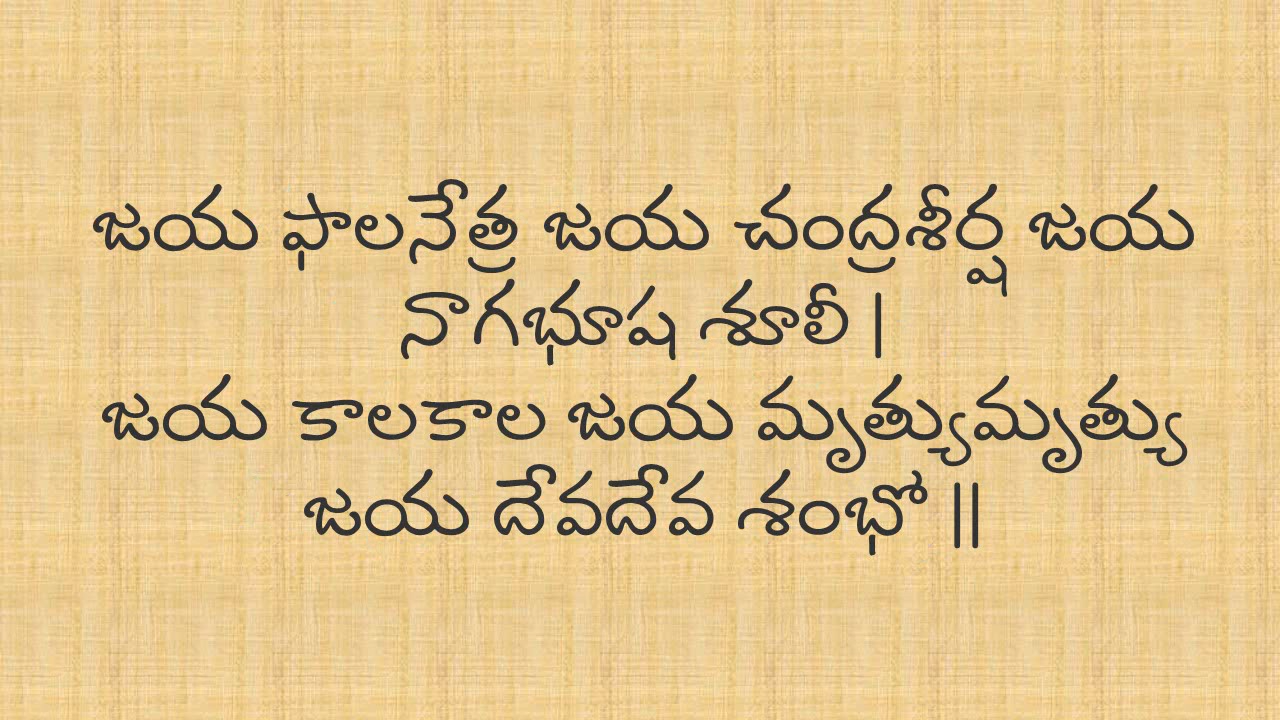 జయ ఫాలనేత్ర జయ చంద్రశీర్ష జయ
నాగభూష శూలీ |
జయ కాలకాల జయ మృత్యుమృత్యు
జయ దేవదేవ శంభో ||